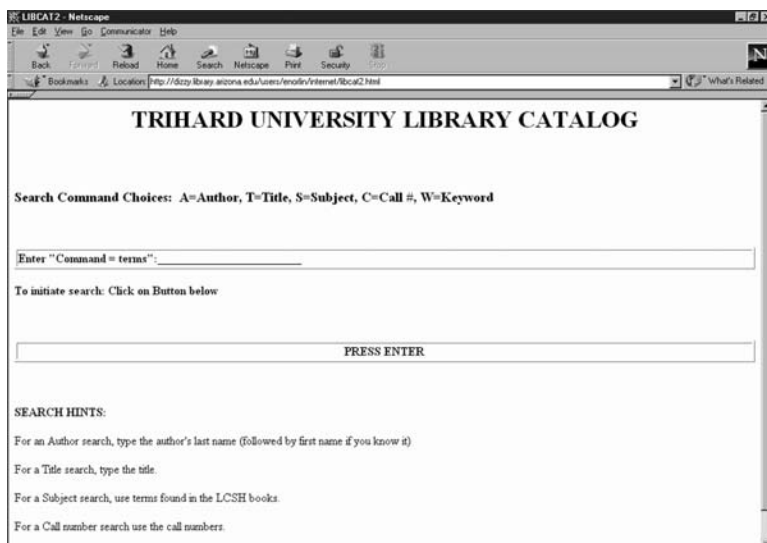 LIBCAT2 - Netscape
File Edit View Go Communicator Help
Back Forward Reload Home Search Netscape Print Security Stop
N
Bookmarks Location: http://dizzy.library.arizona.edu/users/enorlin/internet/libcat2.html What's Related
TRIHARD UNIVERSITY LIBRARY CATALOG
Search Command Choices: A=Author, T=Title, S=Subject, C=Call #, W=Keyword
Enter "Command = terms":________________________
To initiate search: Click on Button below
PRESS ENTER
SEARCH HINTS:
For an Author search, type the author's last name (followed by first name if you know it)
For a Title search, type the title.
For a Subject search, use terms found in the LCSH books.
For a Call number search use the call numbers.